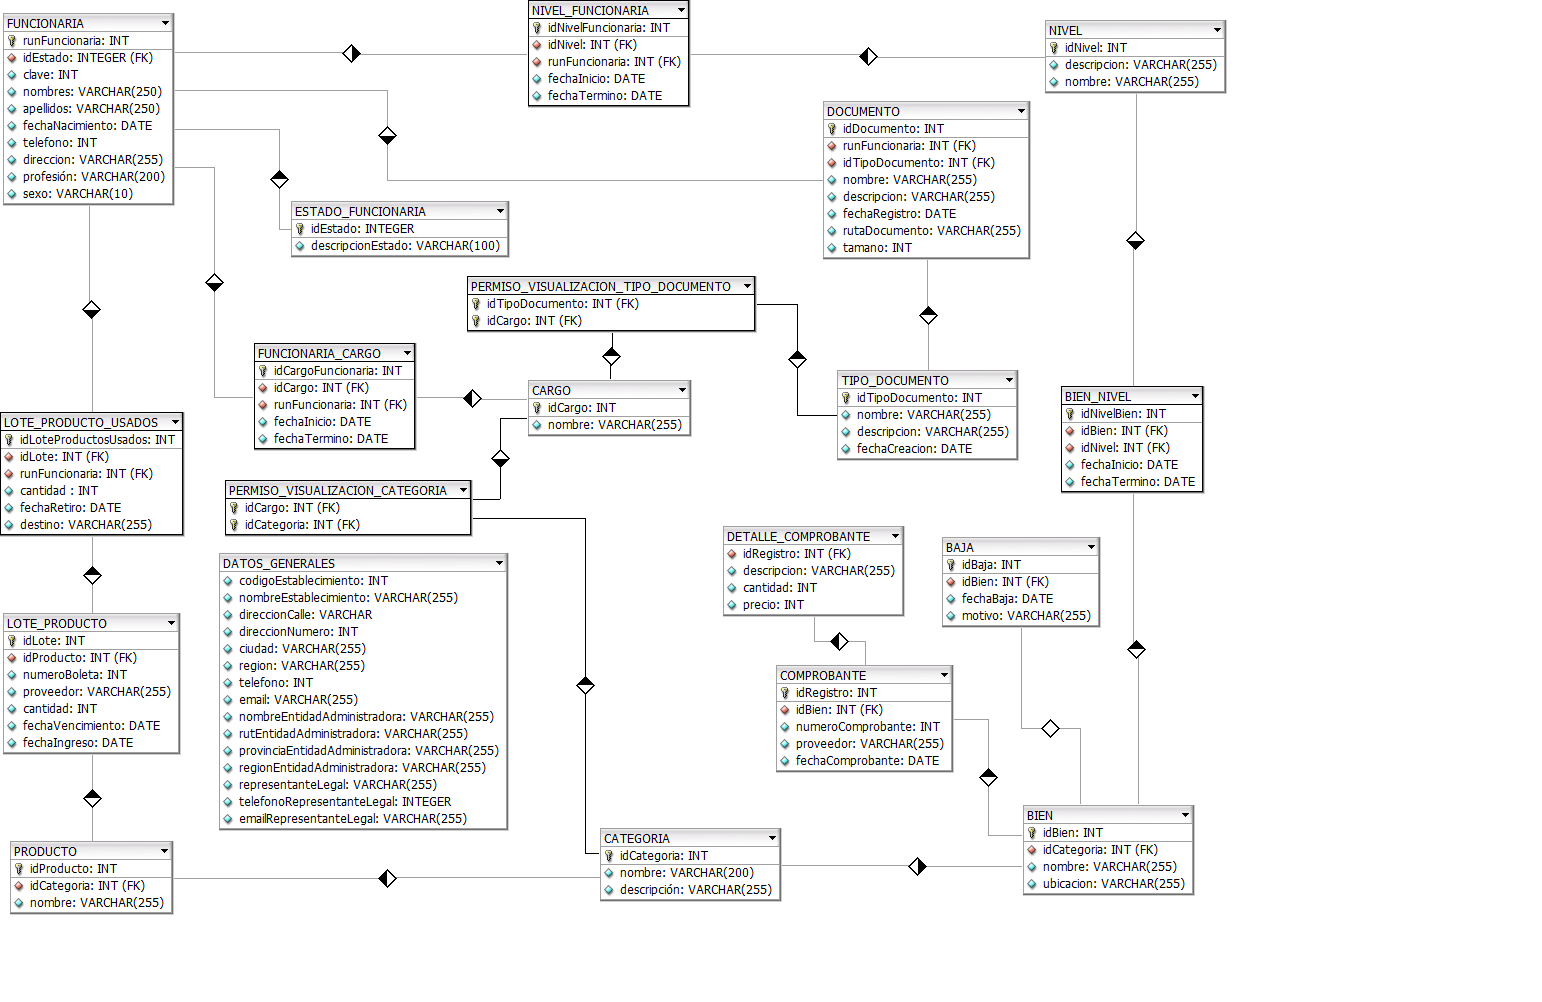 FUNCIONARIA
runFuncionaria: INT
idEstado: INTEGER (FK)
clave: INT
nombres: VARCHAR(250)
apellidos: VARCHAR(250)
fechaNacimiento: DATE
telefono: INT
direccion: VARCHAR(255)
profesión: VARCHAR(200)
sexo: VARCHAR(10)
NIVEL_FUNCIONARIA
idNivelFuncionaria: INT
idNivel: INT (FK)
runFuncionaria: INT (FK)
fechaInicio: DATE
fechaTermino: DATE
NIVEL
idNivel: INT
descripcion: VARCHAR(255)
nombre: VARCHAR(255)
DOCUMENTO
idDocumento: INT
runFuncionaria: INT (FK)
idTipoDocumento: INT (FK)
nombre: VARCHAR(255)
descripcion: VARCHAR(255)
fechaRegistro: DATE
rutaDocumento: VARCHAR(255)
tamano: INT
ESTADO_FUNCIONARIA
idEstado: INTEGER
descripcionEstado: VARCHAR(100)
PERMISO_VISUALIZACION_TIPO_DOCUMENTO
idTipoDocumento: INT (FK)
idCargo: INT (FK)
FUNCIONARIA_CARGO
idCargoFuncionaria: INT
idCargo: INT (FK)
runFuncionaria: INT (FK)
fechaInicio: DATE
fechaTermino: DATE
CARGO
idCargo: INT
nombre: VARCHAR(255)
TIPO_DOCUMENTO
idTipoDocumento: INT
nombre: VARCHAR(255)
descripcion: VARCHAR(255)
fechaCreacion: DATE
BIEN_NIVEL
idNivelBien: INT
idBien: INT (FK)
idNivel: INT (FK)
fechaInicio: DATE
fechaTermino: DATE
LOTE_PRODUCTO_USADOS
idLoteProductosUsados: INT
idLote: INT (FK)
runFuncionaria: INT (FK)
cantidad : INT
fechaRetiro: DATE
destino: VARCHAR(255)
PERMISO_VISUALIZACION_CATEGORIA
idCargo: INT (FK)
idCategoria: INT (FK)
DATOS_GENERALES
codigoEstablecimiento: INT
nombreEstablecimiento: VARCHAR(255)
direccionCalle: VARCHAR
direccionNumero: INT
ciudad: VARCHAR(255)
region: VARCHAR(255)
telefono: INT
email: VARCHAR(255)
nombreEntidadAdministradora: VARCHAR(255)
rutEntidadAdministradora: VARCHAR(255)
provinciaEntidadAdministradora: VARCHAR(255)
regionEntidadAdministradora: VARCHAR(255)
representanteLegal: VARCHAR(255)
telefonoRepresentanteLegal: INTEGER
emailRepresentanteLegal: VARCHAR(255)
DETALLE_COMPROBANTE
idRegistro: INT (FK)
descripcion: VARCHAR(255)
cantidad: INT
precio: INT
BAJA
idBaja: INT
idBien: INT (FK)
fechaBaja: DATE
motivo: VARCHAR(255)
LOTE_PRODUCTO
idLote: INT
idProducto: INT (FK)
numeroBoleta: INT
proveedor: VARCHAR(255)
cantidad: INT
fechaVencimiento: DATE
fechaIngreso: DATE
COMPROBANTE
idRegistro: INT
idBien: INT (FK)
numeroComprobante: INT
proveedor: VARCHAR(255)
fechaComprobante: DATE
PRODUCTO
idProducto: INT
idCategoria: INT (FK)
nombre: VARCHAR(255)
CATEGORIA
idCategoria: INT
nombre: VARCHAR(200)
descripción: VARCHAR(255)
BIEN
idBien: INT
idCategoria: INT (FK)
nombre: VARCHAR(255)
ubicacion: VARCHAR(255)